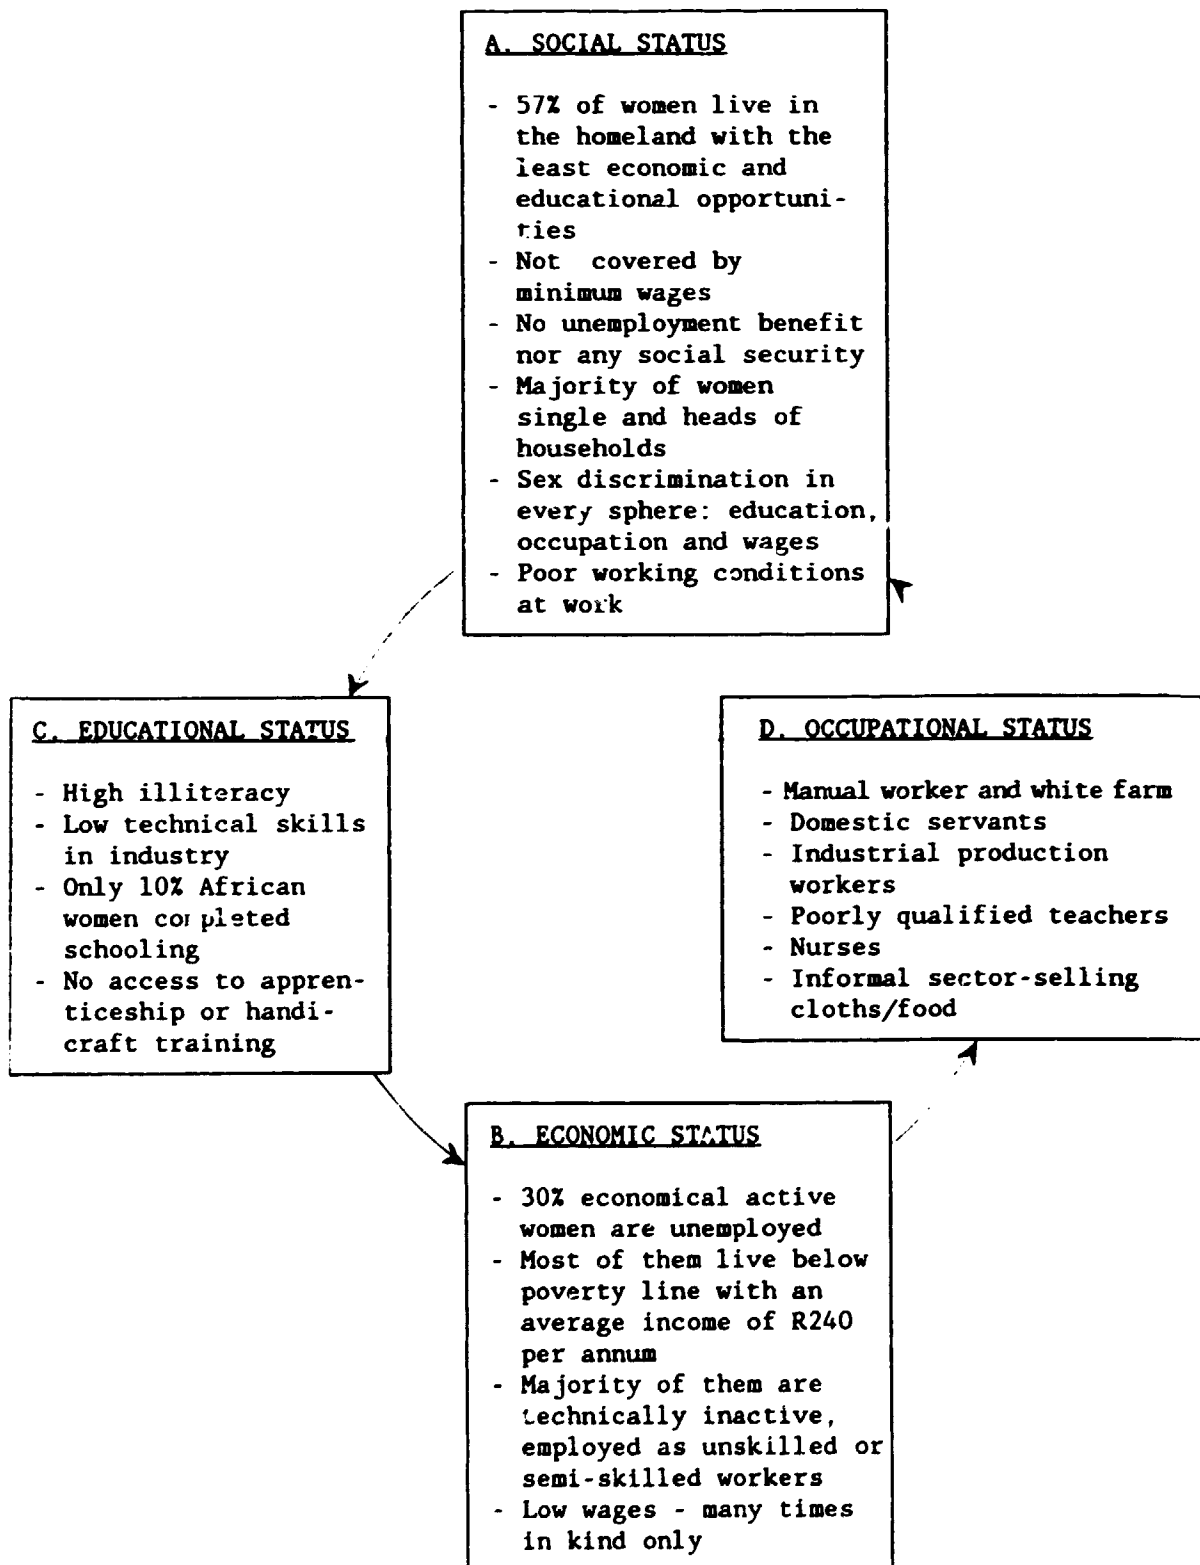 A. SOCIAL STATUS
- 57% of women live in
the homeland with the
least economic and
educational opportuni-
ties
- Not covered by
minimum wages
- No unemployment benefit
nor any social security
- Majority of women
single and heads of
households
- Sex discrimination in
every sphere: education,
occupation and wages
- Poor working conditions
at work
C. EDUCATIONAL STATUS
- High illiteracy
- Low technical skills
in industry
- Only 10% African
women completed
schooling
- No access to appren-
ticeship or handi-
craft training
D. OCCUPATIONAL STATUS
- Manual worker and white farm
- Domestic servants
- Industrial production
workers
- Poorly qualified teachers
- Nurses
- Informal sector-selling
cloths/food
B. ECONOMIC STATUS
- 30% economical active
women are unemployed
- Most of them live below
poverty line with an
average income of R240
per annum
- Majority of them are
technically inactive,
employed as unskilled or
semi-skilled workers
- Low wages - many times
in kind only